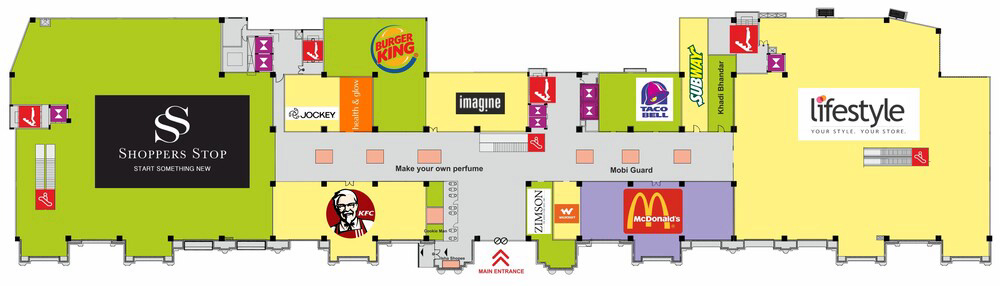 BURGER
KING
SUBWAY
Khadi Bhandar
JOCKEY
health & glow
imagine
TACO
BELL
lifestyle
YOUR STYLE. YOUR STORE.
S
SHOPPERS STOP
START SOMETHING NEW
Make your own perfume
Mobi Guard
KFC
Cookie Man
ZIMSON
M
McDonald's
MAIN ENTRANCE